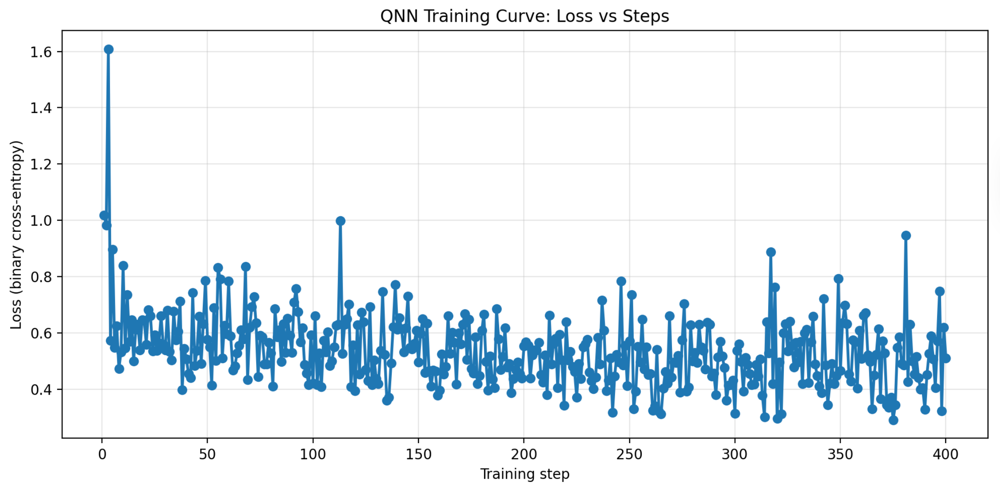 QNN Training Curve: Loss vs Steps
Loss (binary cross-entropy)
1.6
1.4
1.2
1.0
0.8
0.6
0.4
0 50 100 150 200 250 300 350 400
Training step